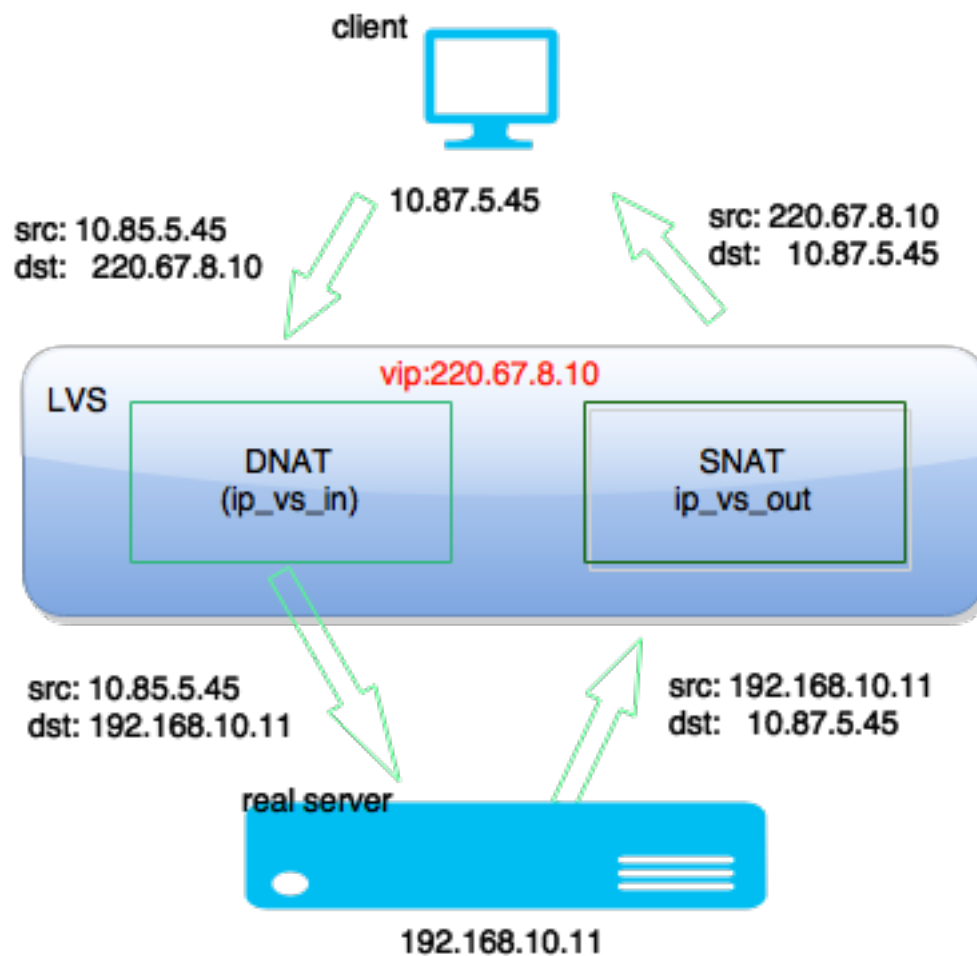 client
10.87.5.45
src: 10.85.5.45
dst: 220.67.8.10
src: 220.67.8.10
dst: 10.87.5.45
vip:220.67.8.10
LVS
DNAT
(ip_vs_in)
SNAT
ip_vs_out
src: 10.85.5.45
dst: 192.168.10.11
src: 192.168.10.11
dst: 10.87.5.45
real server
192.168.10.11